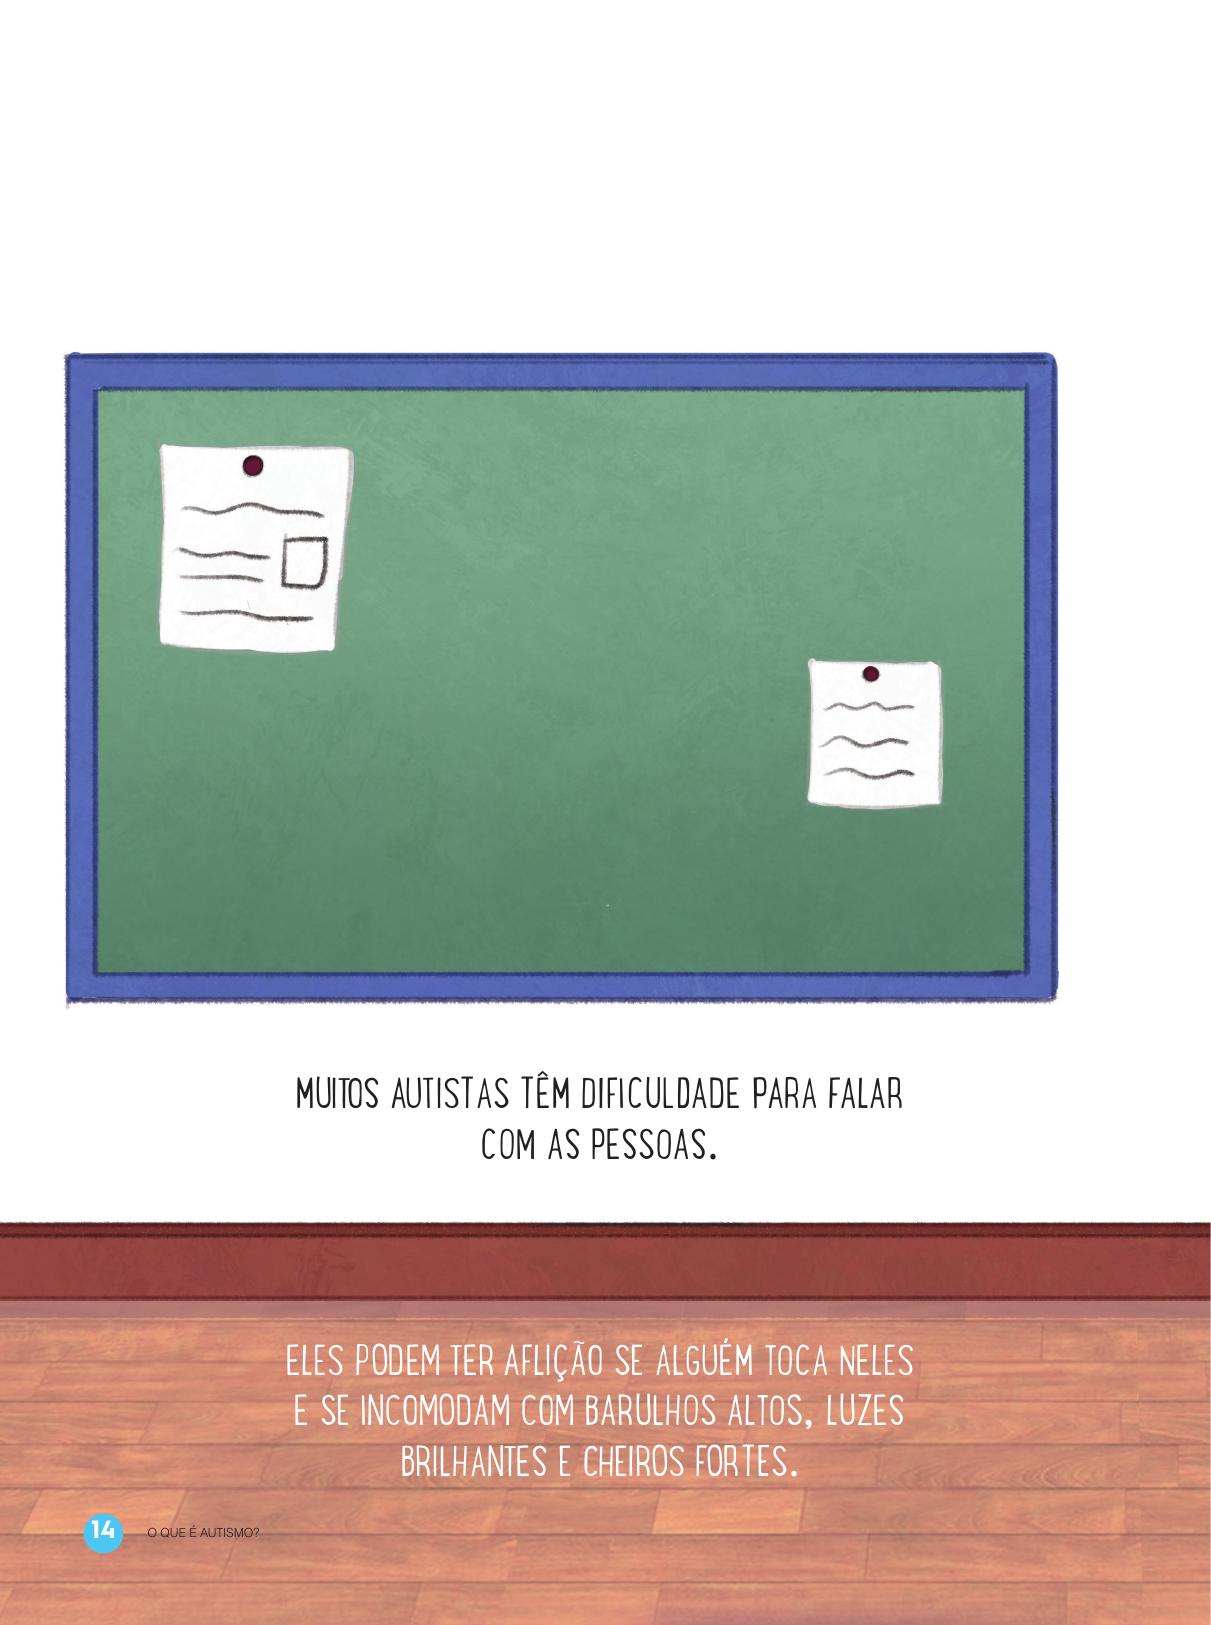 MUITOS AUTISTAS TÊM DIFICULDADE PARA FALAR
COM AS PESSOAS.
ELES PODEM TER AFLIÇÃO SE ALGUÉM TOCA NELES
E SE INCOMODAM COM BARULHOS ALTOS, LUZES
BRILHANTES E CHEIROS FORTES.
14 O QUE É AUTISMO?